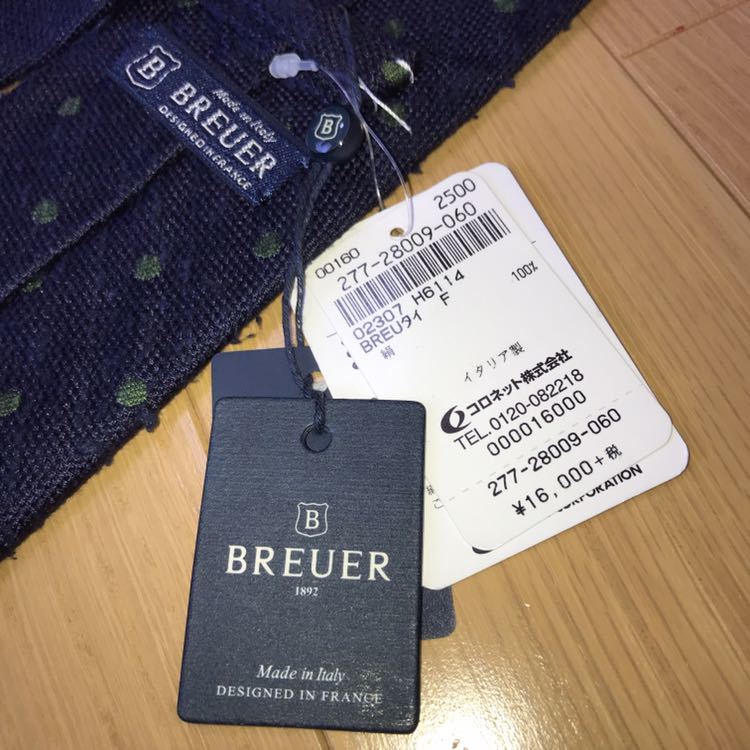 B
Made in Italy
BREUER
DESIGNED IN FRANCE
B
00160 2500
277-28009-060
02307 H6114
BREUタイ F
絹 100%
イタリア製
コロネット株式会社
TEL.0120-082218
000016000
277-28009-060
¥16,000+税
CORPORATION
B
BREUER
1892
Made in Italy
DESIGNED IN FRANCE